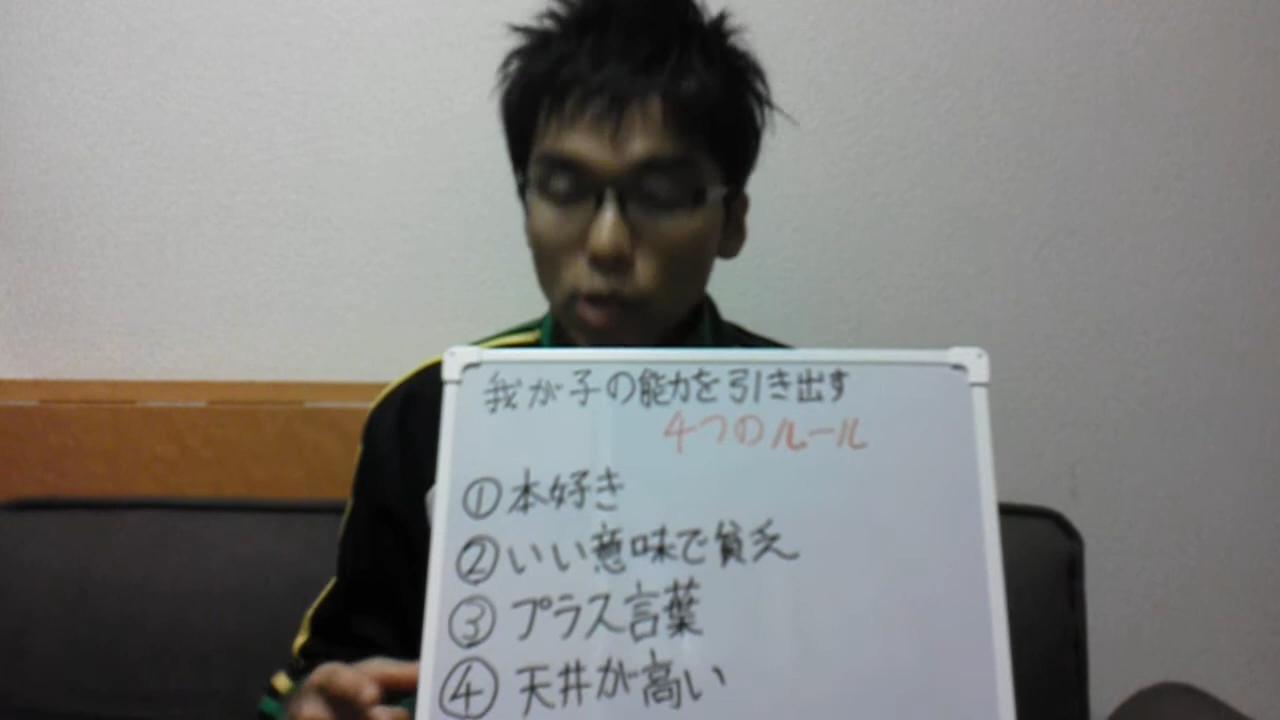 我が子の能力を引き出す
4つのルール
①本好き
②いい意味で貧乏
③プラス言葉
④天井が高い